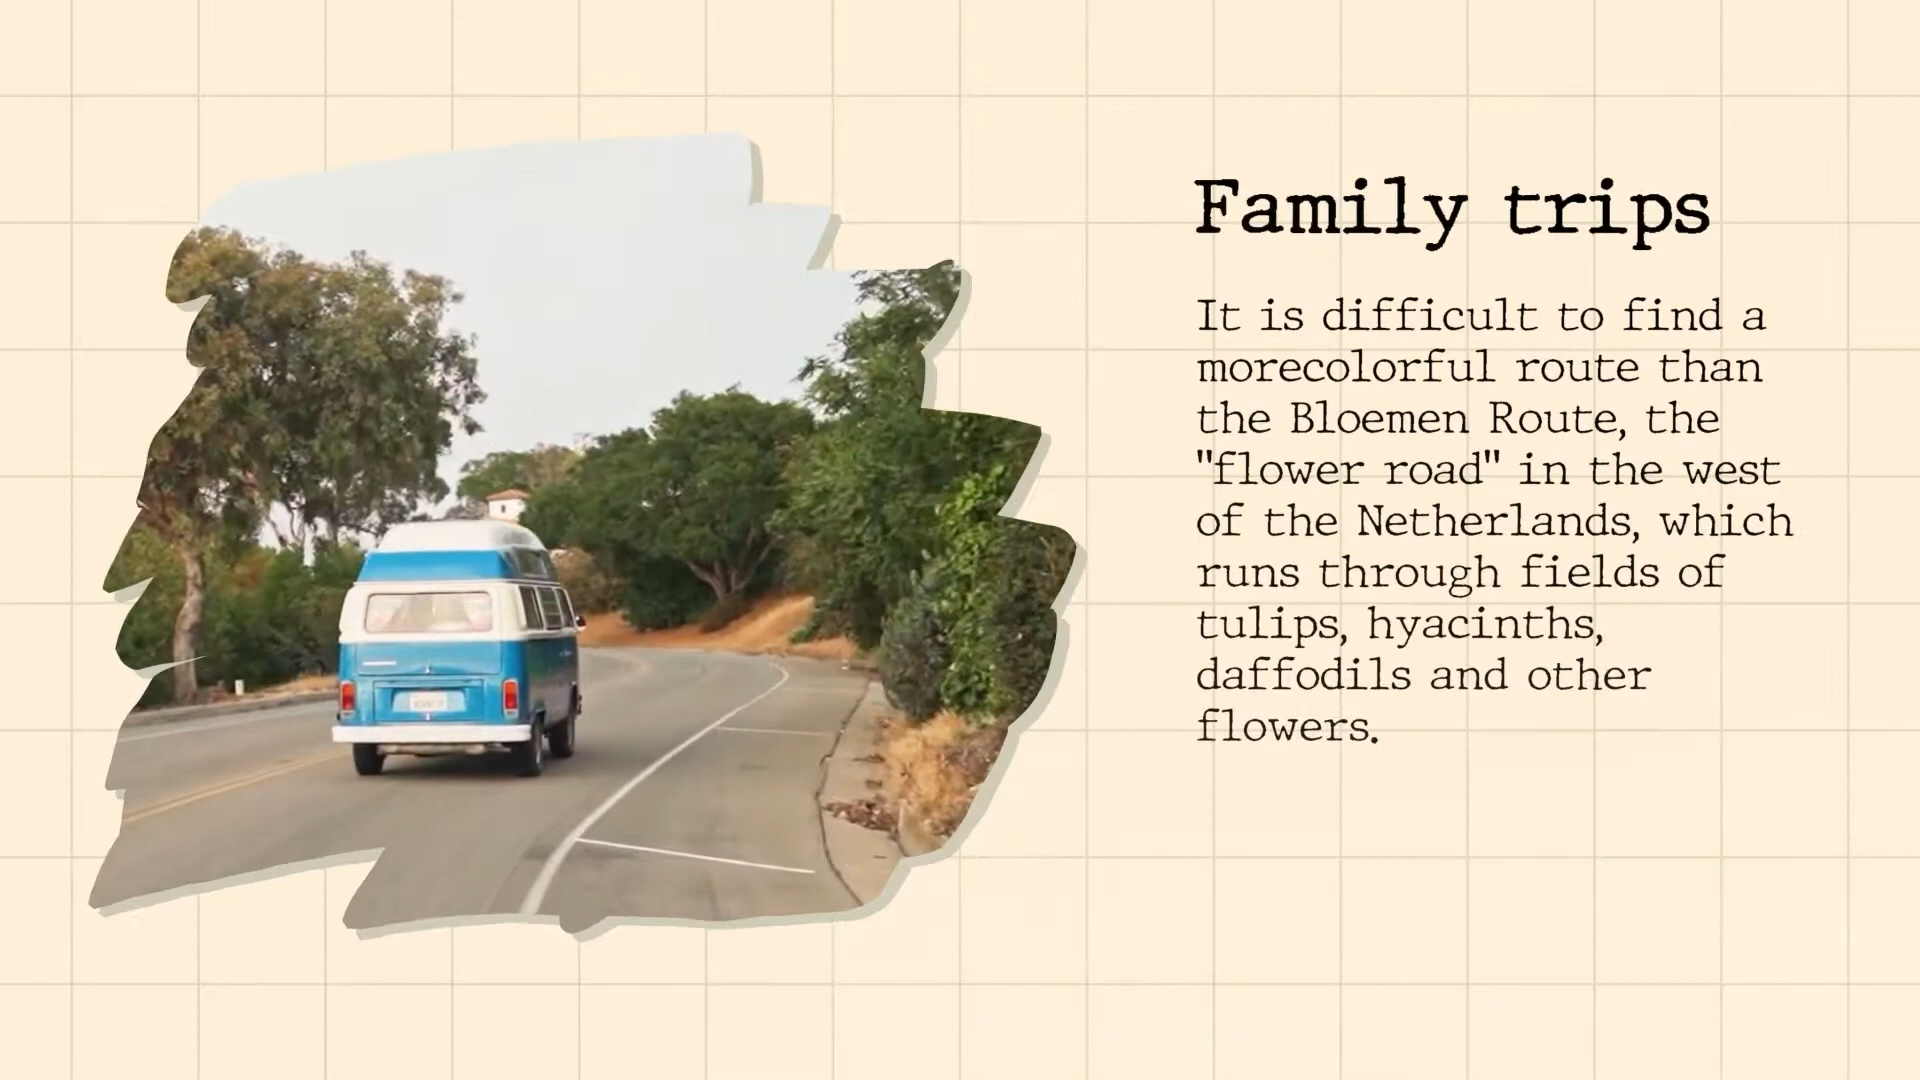 Family trips
It is difficult to find a
morecolorful route than
the Bloemen Route, the
"flower road" in the west
of the Netherlands, which
runs through fields of
tulips, hyacinths,
daffodils and other
flowers.